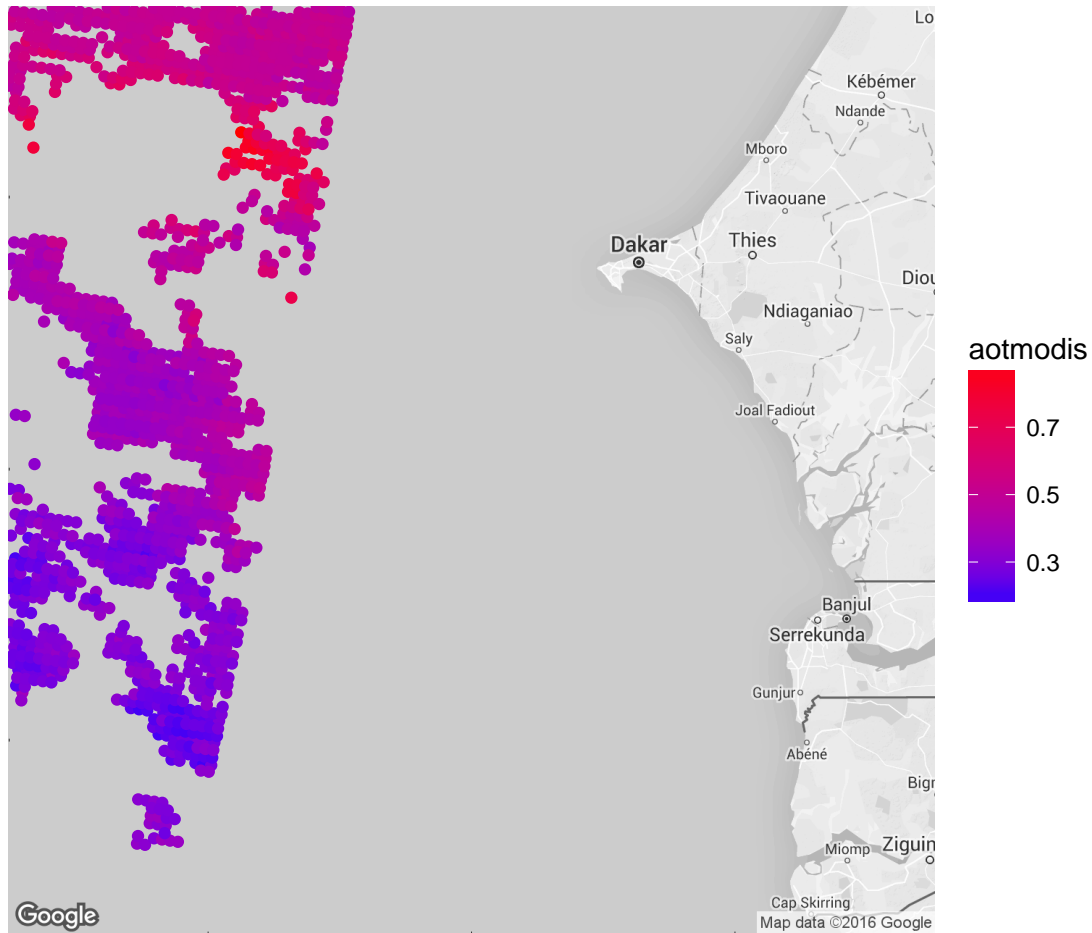 Lo
Kébémer
Ndande
Mboro
Tivaouane
Dakar
Thies
Diou
Ndiaganiao
Saly
aotmodis
0.7
Joal Fadiout
0.5
0.3
Banjul
Serrekunda
Gunjur
Abéné
Bigr
Ziguin
Miomp
Cap Skirring
Google
Map data ©2016 Google